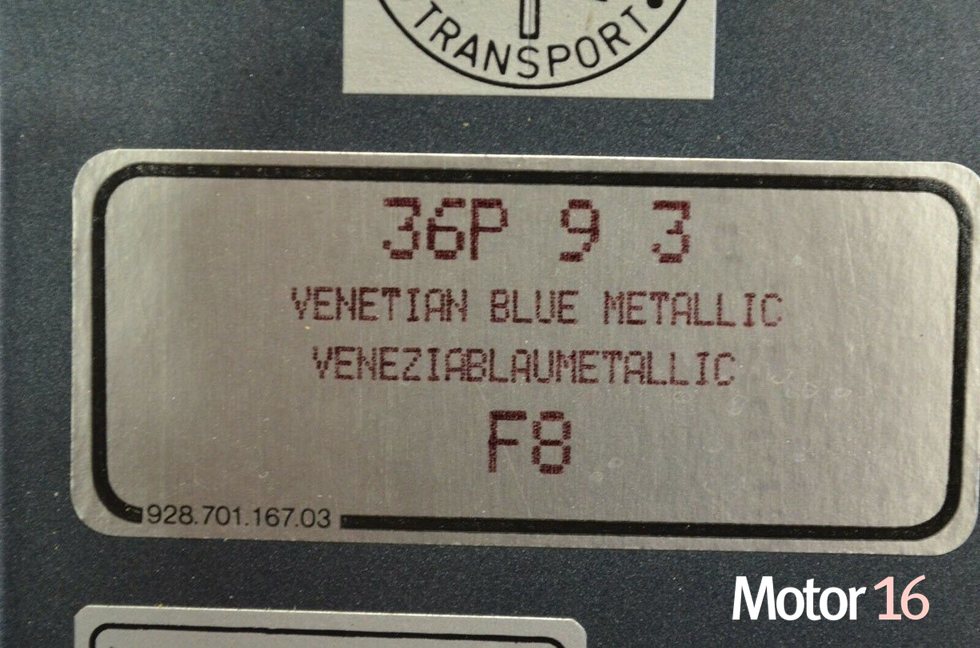 TRANSPORT
36P 9 3
VENETIAN BLUE METALLIC
VENEZIABLAUMETALLIC
F8
928.701.167.03
Motor 16